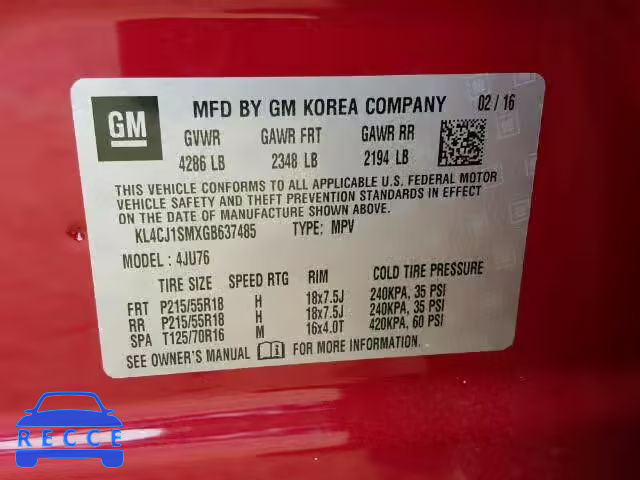 GM
MFD BY GM KOREA COMPANY 02 / 16
GVWR GAWR FRT GAWR RR
4286 LB 2348 LB 2194 LB
THIS VEHICLE CONFORMS TO ALL APPLICABLE U.S. FEDERAL MOTOR
VEHICLE SAFETY AND THEFT PREVENTION STANDARDS IN EFFECT
ON THE DATE OF MANUFACTURE SHOWN ABOVE.
KL4CJ1SMXGB637485 TYPE: MPV
MODEL : 4JU76
TIRE SIZE SPEED RTG RIM COLD TIRE PRESSURE
FRT P215/55R18 H 18x7.5J 240KPA, 35 PSI
RR P215/55R18 H 18x7.5J 240KPA, 35 PSI
SPA T125/70R16 M 16x4.0T 420KPA, 60 PSI
SEE OWNER'S MANUAL FOR MORE INFORMATION.
RECCE